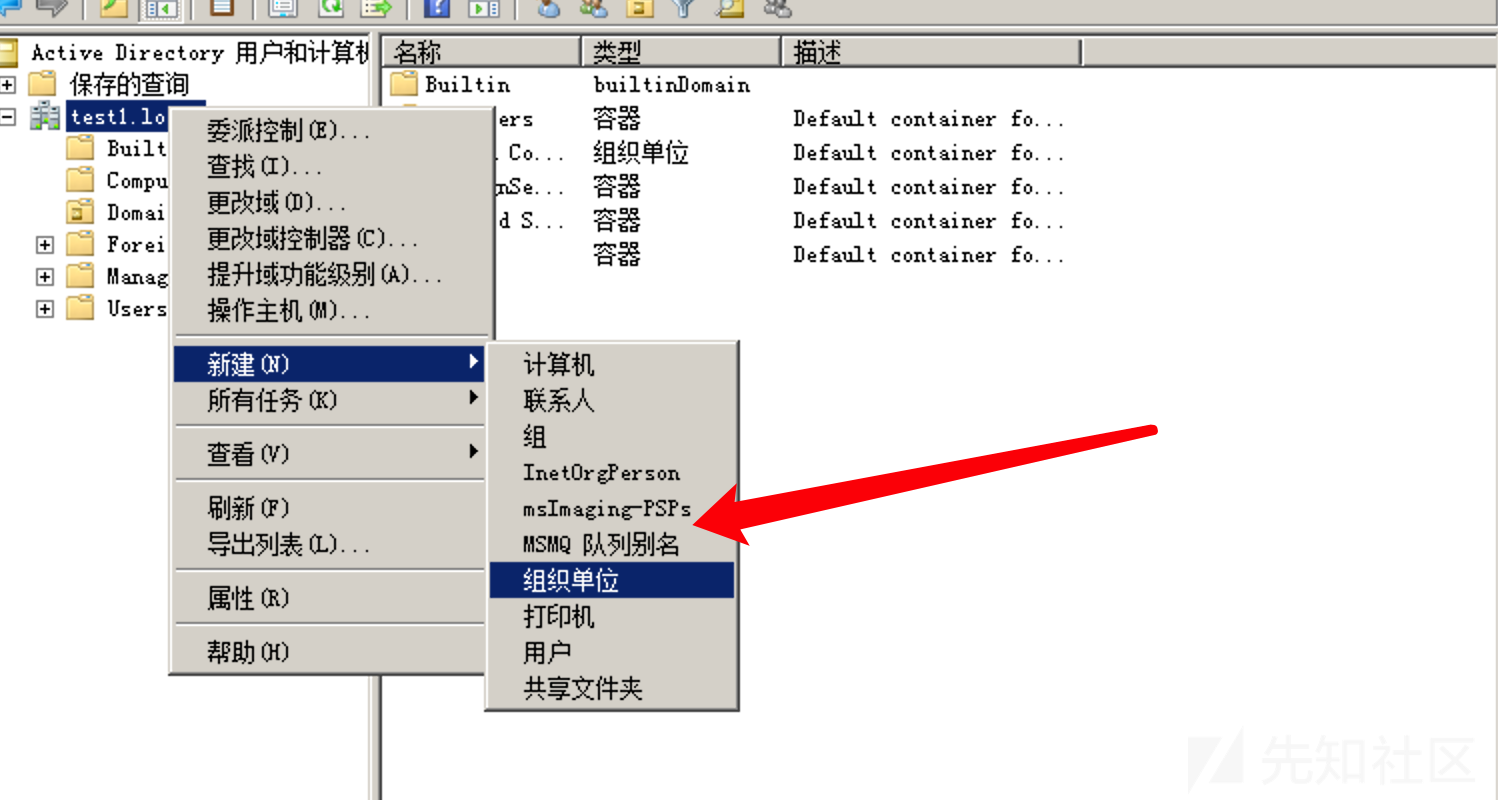 Active Directory 用户和计算机
保存的查询
test1.lo
Built
Compu
Domai
Forei
Manag
Users
名称 类型 描述
Builtin builtinDomain
ers 容器 Default container fo...
. Co... 组织单位 Default container fo...
nSe... 容器 Default container fo...
d S... 容器 Default container fo...
容器 Default container fo...
委派控制(E)...
查找(I)...
更改域(D)...
更改域控制器(C)...
提升域功能级别(A)...
操作主机(M)...
新建(N)
所有任务(K)
查看(V)
刷新(F)
导出列表(L)...
属性(R)
帮助(H)
计算机
联系人
组
InetOrgPerson
msImaging-PSPs
MSMQ 队列别名
组织单位
打印机
用户
共享文件夹
先知社区